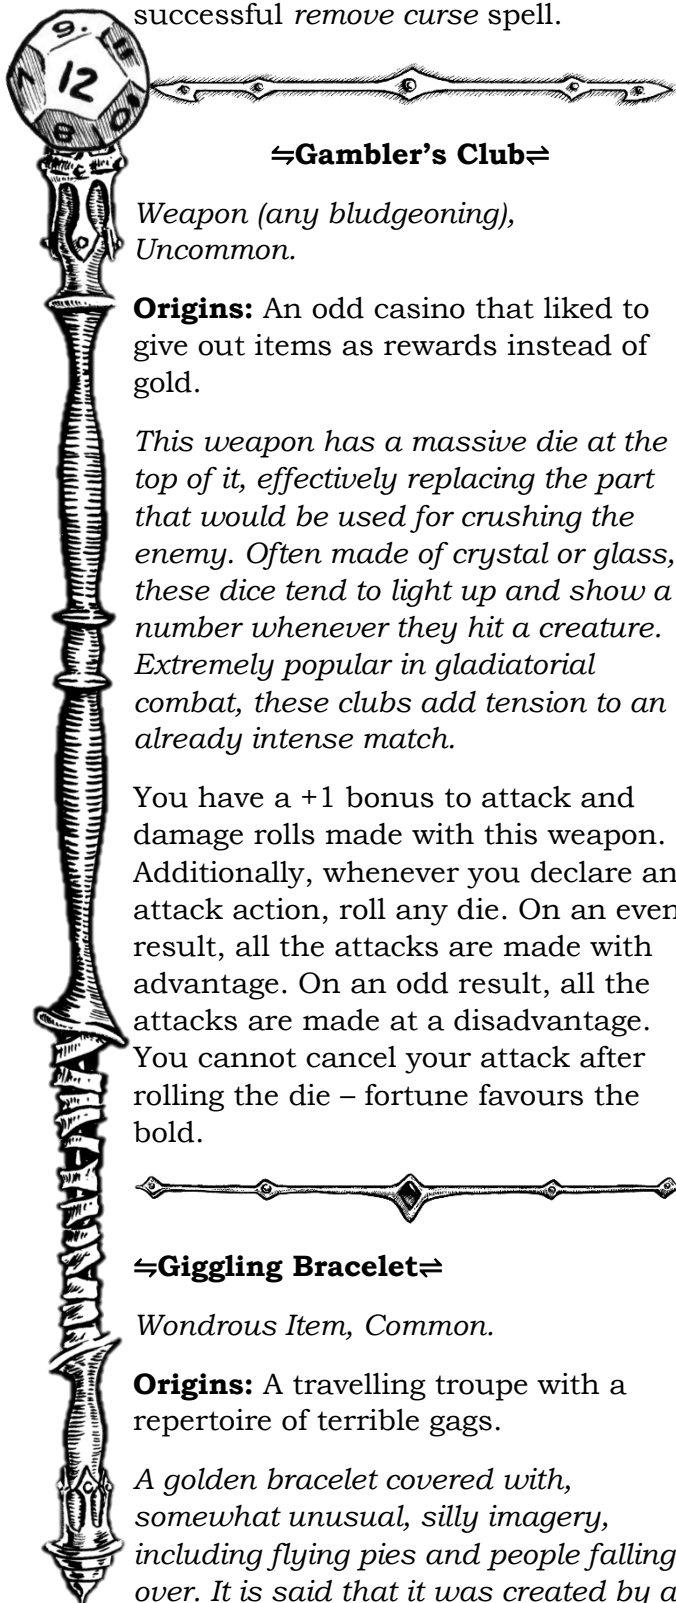 successful remove curse spell.
9.
11
7
12
8
10
⇋Gambler's Club⇌
Weapon (any bludgeoning),
Uncommon.
Origins: An odd casino that liked to
give out items as rewards instead of
gold.
This weapon has a massive die at the
top of it, effectively replacing the part
that would be used for crushing the
enemy. Often made of crystal or glass,
these dice tend to light up and show a
number whenever they hit a creature.
Extremely popular in gladiatorial
combat, these clubs add tension to an
already intense match.
You have a +1 bonus to attack and
damage rolls made with this weapon.
Additionally, whenever you declare an
attack action, roll any die. On an even
result, all the attacks are made with
advantage. On an odd result, all the
attacks are made at a disadvantage.
You cannot cancel your attack after
rolling the die – fortune favours the
bold.
⇋Giggling Bracelet⇌
Wondrous Item, Common.
Origins: A travelling troupe with a
repertoire of terrible gags.
A golden bracelet covered with,
somewhat unusual, silly imagery,
including flying pies and people falling
over. It is said that it was created by a